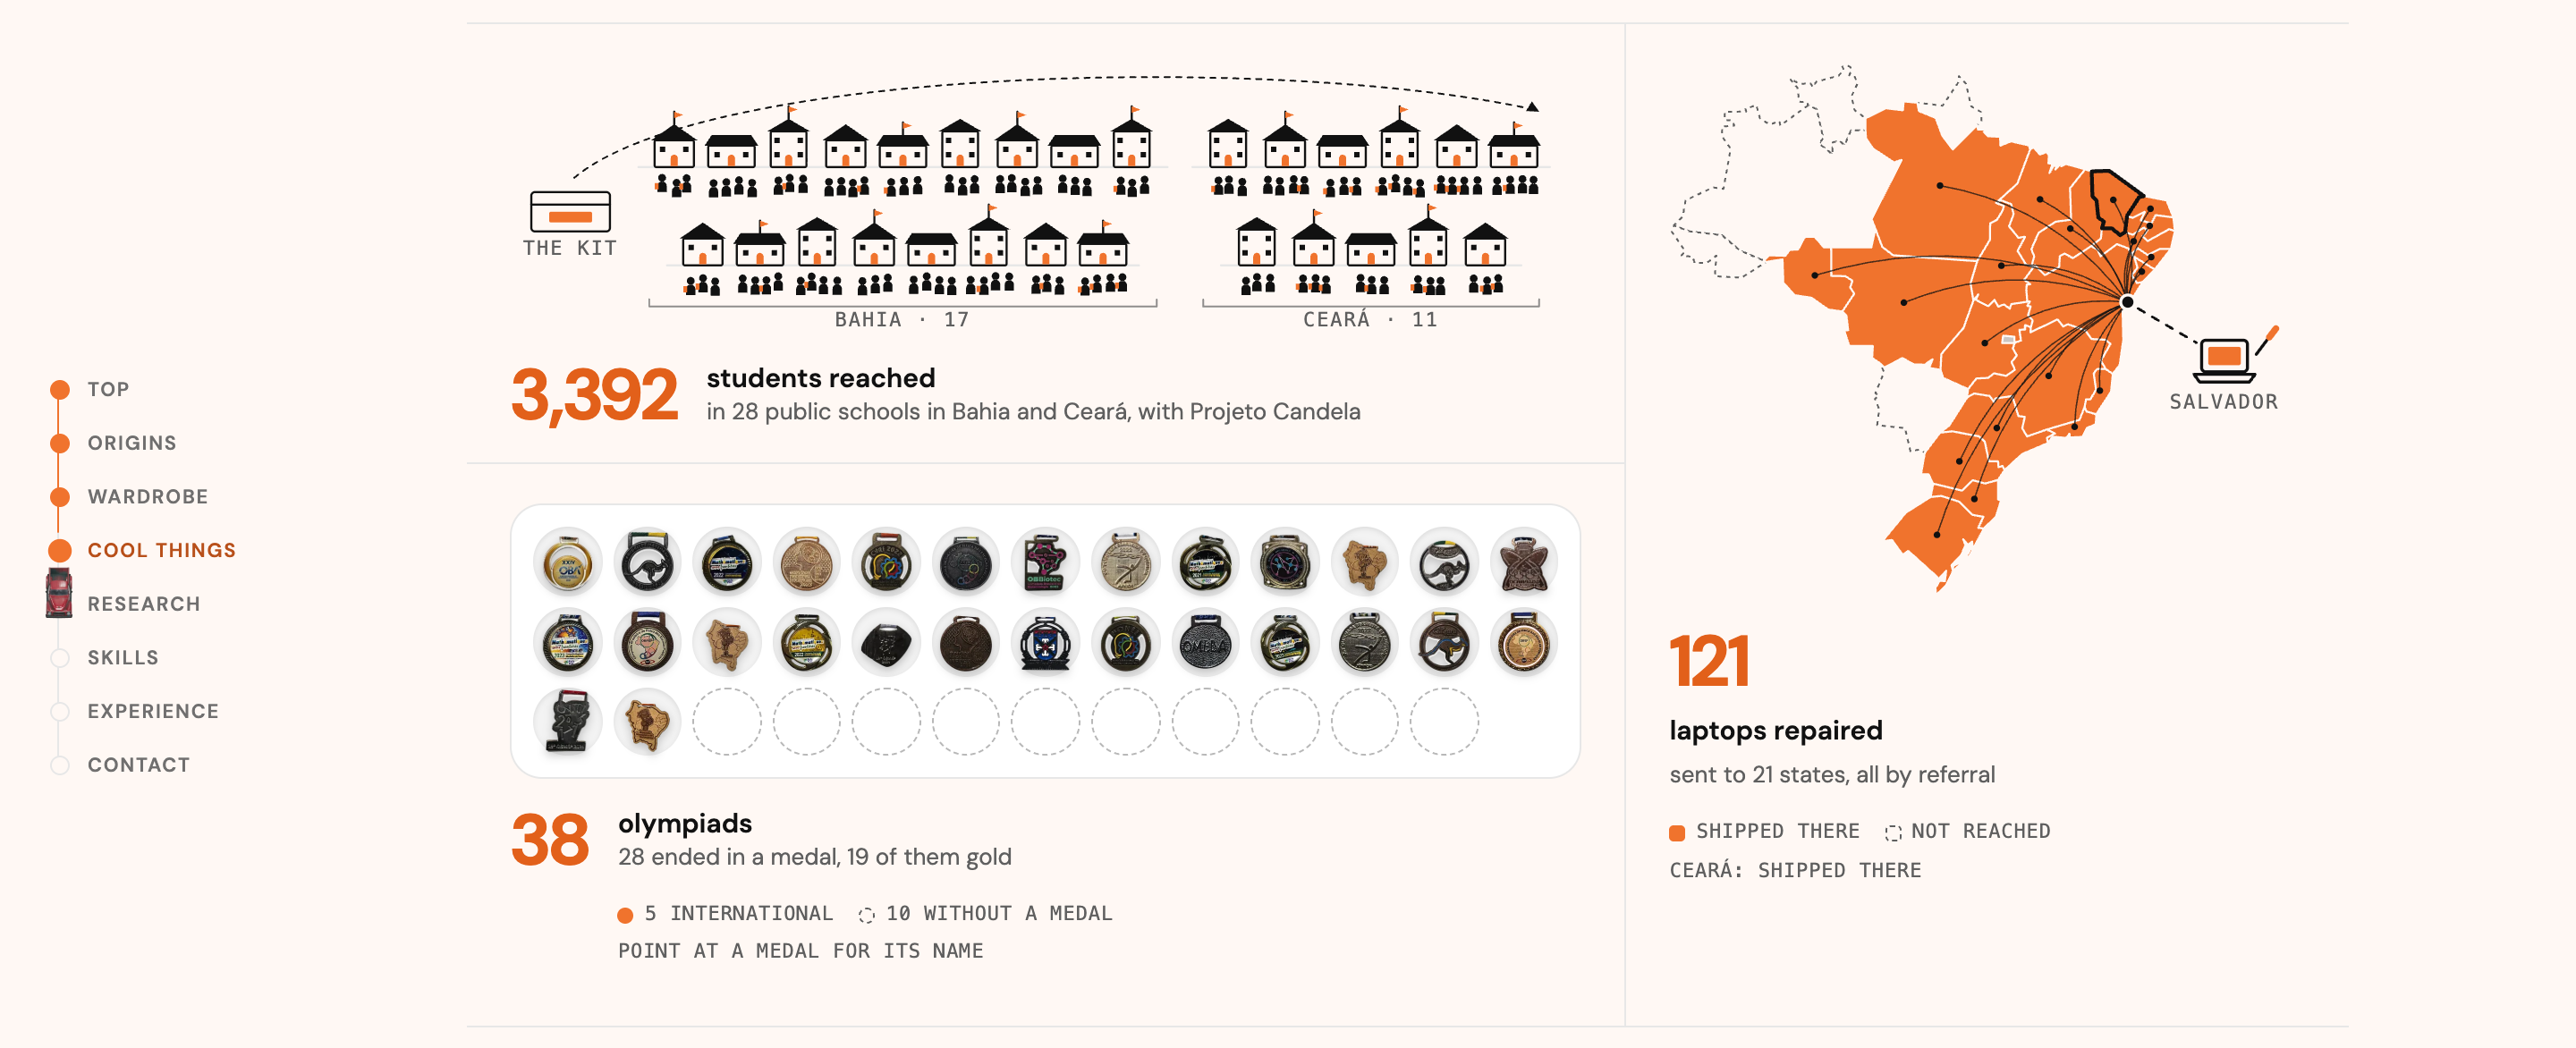 TOP
ORIGINS
WARDROBE
COOL THINGS
RESEARCH
SKILLS
EXPERIENCE
CONTACT
THE KIT
BAHIA · 17
CEARÁ · 11
3,392
students reached
in 28 public schools in Bahia and Ceará, with Projeto Candela
38
olympiads
28 ended in a medal, 19 of them gold
5 INTERNATIONAL
10 WITHOUT A MEDAL
POINT AT A MEDAL FOR ITS NAME
SALVADOR
121
laptops repaired
sent to 21 states, all by referral
SHIPPED THERE
NOT REACHED
CEARÁ: SHIPPED THERE